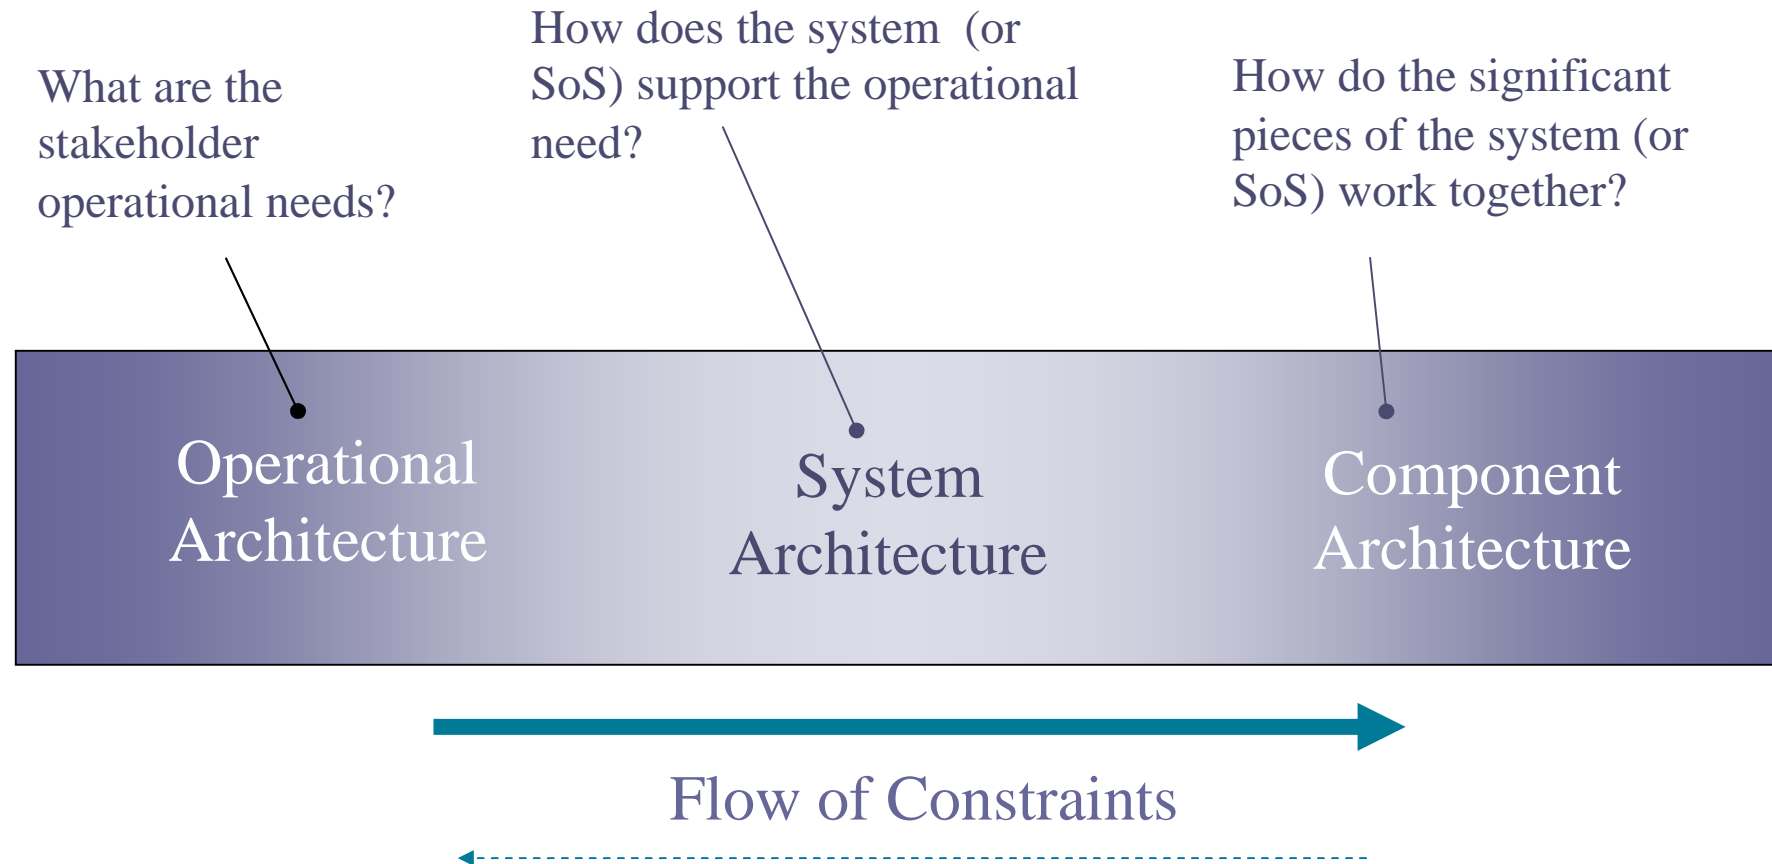 What are the
stakeholder
operational needs?
How does the system  (or
SoS) support the operational
need?
How do the significant
pieces of the system (or
SoS) work together?
Operational
Architecture
System
Architecture
Component
Architecture
Flow of Constraints